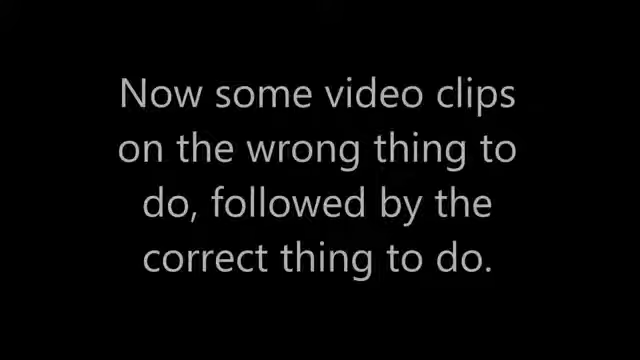 Now some video clips
on the wrong thing to
do, followed by the
correct thing to do.